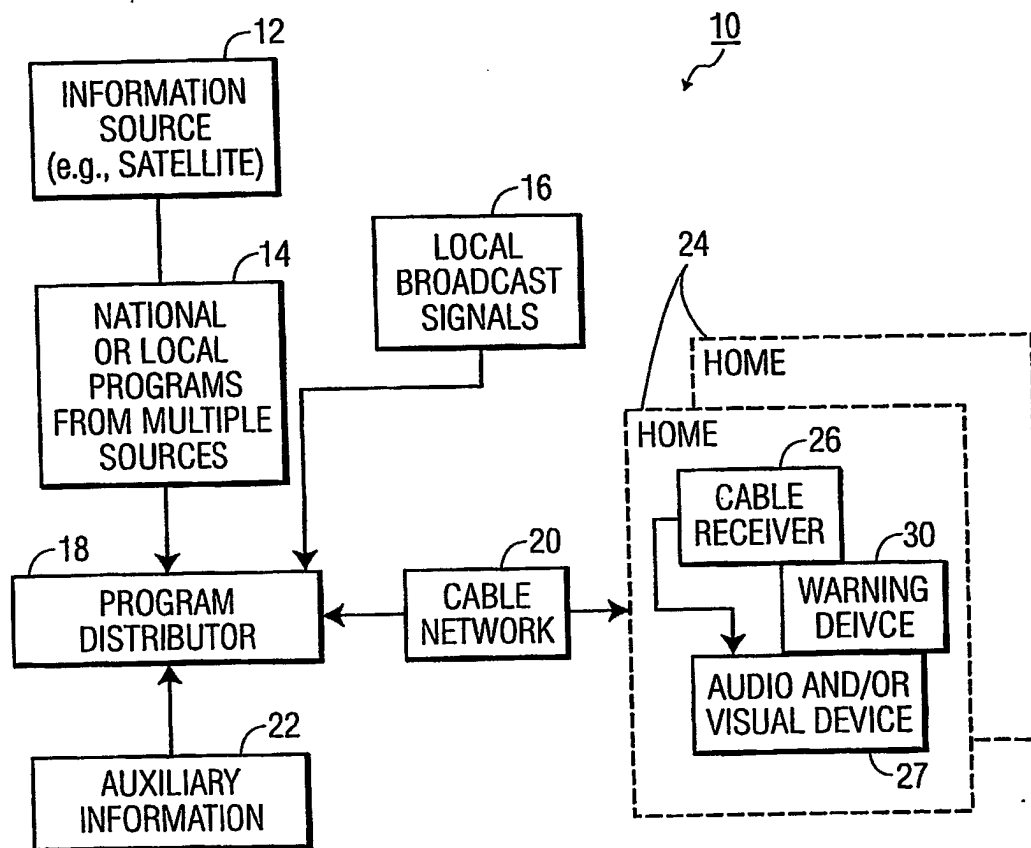 10
12
INFORMATION
SOURCE
(e.g., SATELLITE)
14
NATIONAL
OR LOCAL
PROGRAMS
FROM MULTIPLE
SOURCES
16
LOCAL
BROADCAST
SIGNALS
18
PROGRAM
DISTRIBUTOR
20
CABLE
NETWORK
22
AUXILIARY
INFORMATION
24
HOME
HOME
26
CABLE
RECEIVER
30
WARNING
DEIVCE
AUDIO AND/OR
VISUAL DEVICE
27